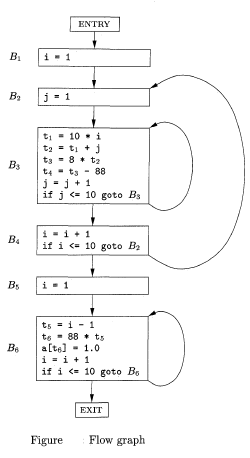 ENTRY
B₁ i = 1
B₂ j = 1
B₃
t₁ = 10 * i
t₂ = t₁ + j
t₃ = 8 * t₂
t₄ = t₃ - 88
j = j + 1
if j <= 10 goto B₃
B₄
i = i + 1
if i <= 10 goto B₂
B₅ i = 1
B₆
t₅ = i - 1
t₆ = 88 * t₅
a[t₆] = 1.0
i = i + 1
if i <= 10 goto B₆
EXIT
Figure : Flow graph